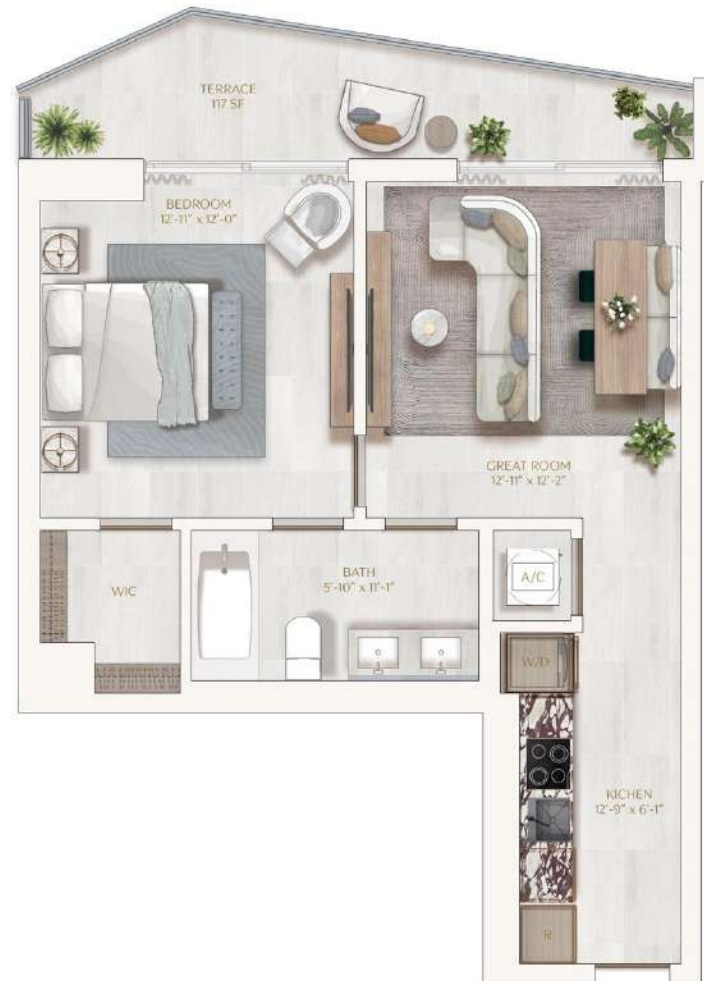 TERRACE
117 SF
BEDROOM
12'-11" x 12'-0"
GREAT ROOM
12'-11" x 12'-2"
WIC
BATH
5'-10" x 11'-1"
A/C
W/D
KICHEN
12'-9" x 6'-1"
R